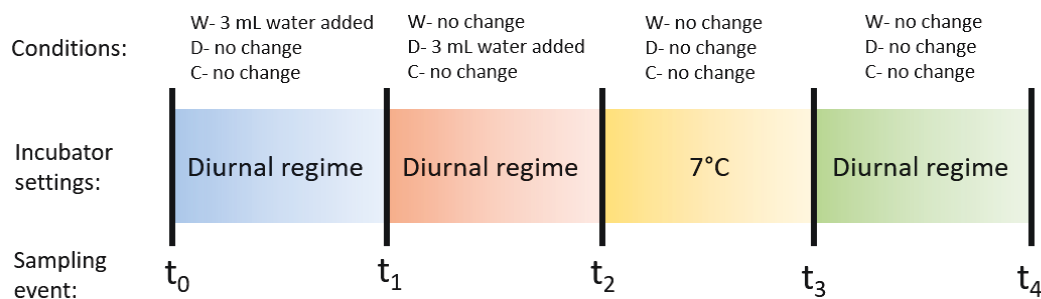 Conditions:
W- 3 mL water added
D- no change
C- no change
W- no change
D- 3 mL water added
C- no change
W- no change
D- no change
C- no change
W- no change
D- no change
C- no change
Incubator
settings:
Diurnal regime
Diurnal regime
7°C
Diurnal regime
Sampling
event:
t0
t1
t2
t3
t4